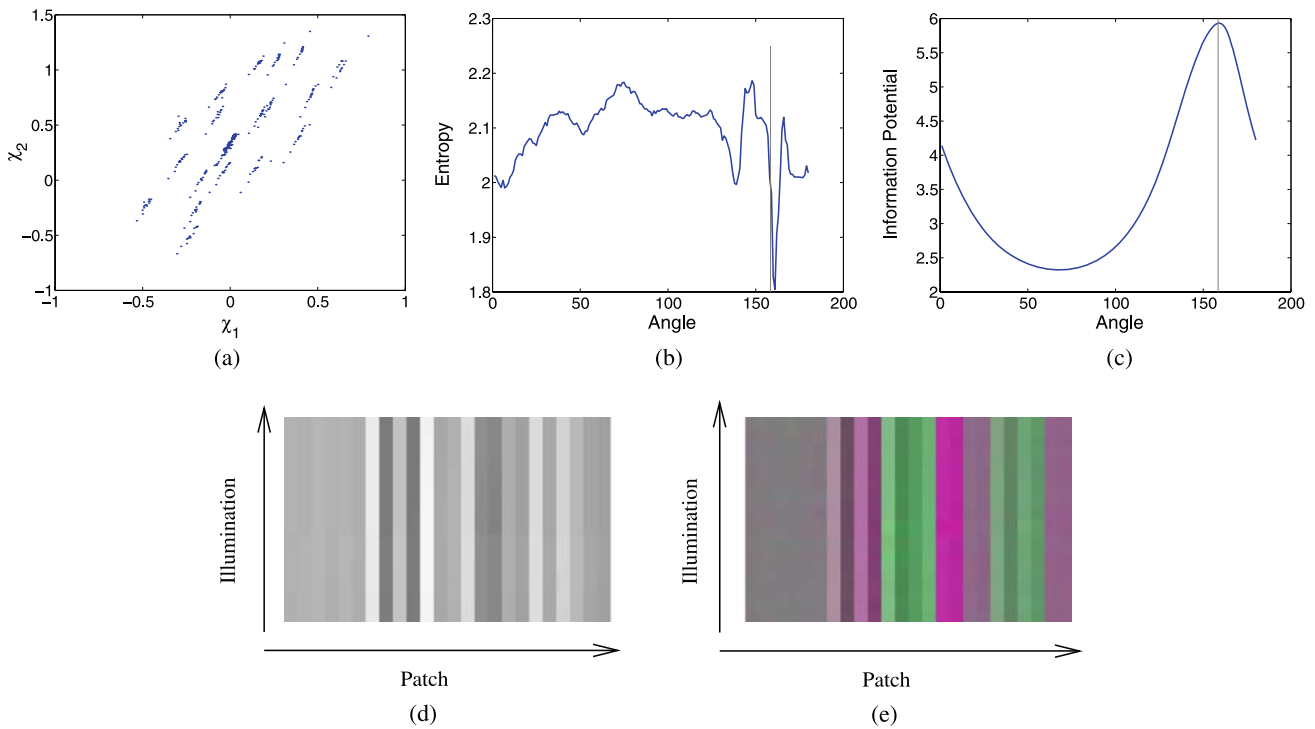 1.5
1
0.5
0
−0.5
−1
−1
−0.5
0
0.5
1
χ2
χ1
(a)
2.3
2.2
2.1
2
1.9
1.8
0
50
100
150
200
Entropy
Angle
(b)
6
5.5
5
4.5
4
3.5
3
2.5
2
0
50
100
150
200
Information Potential
Angle
(c)
Illumination
Patch
(d)
Illumination
Patch
(e)